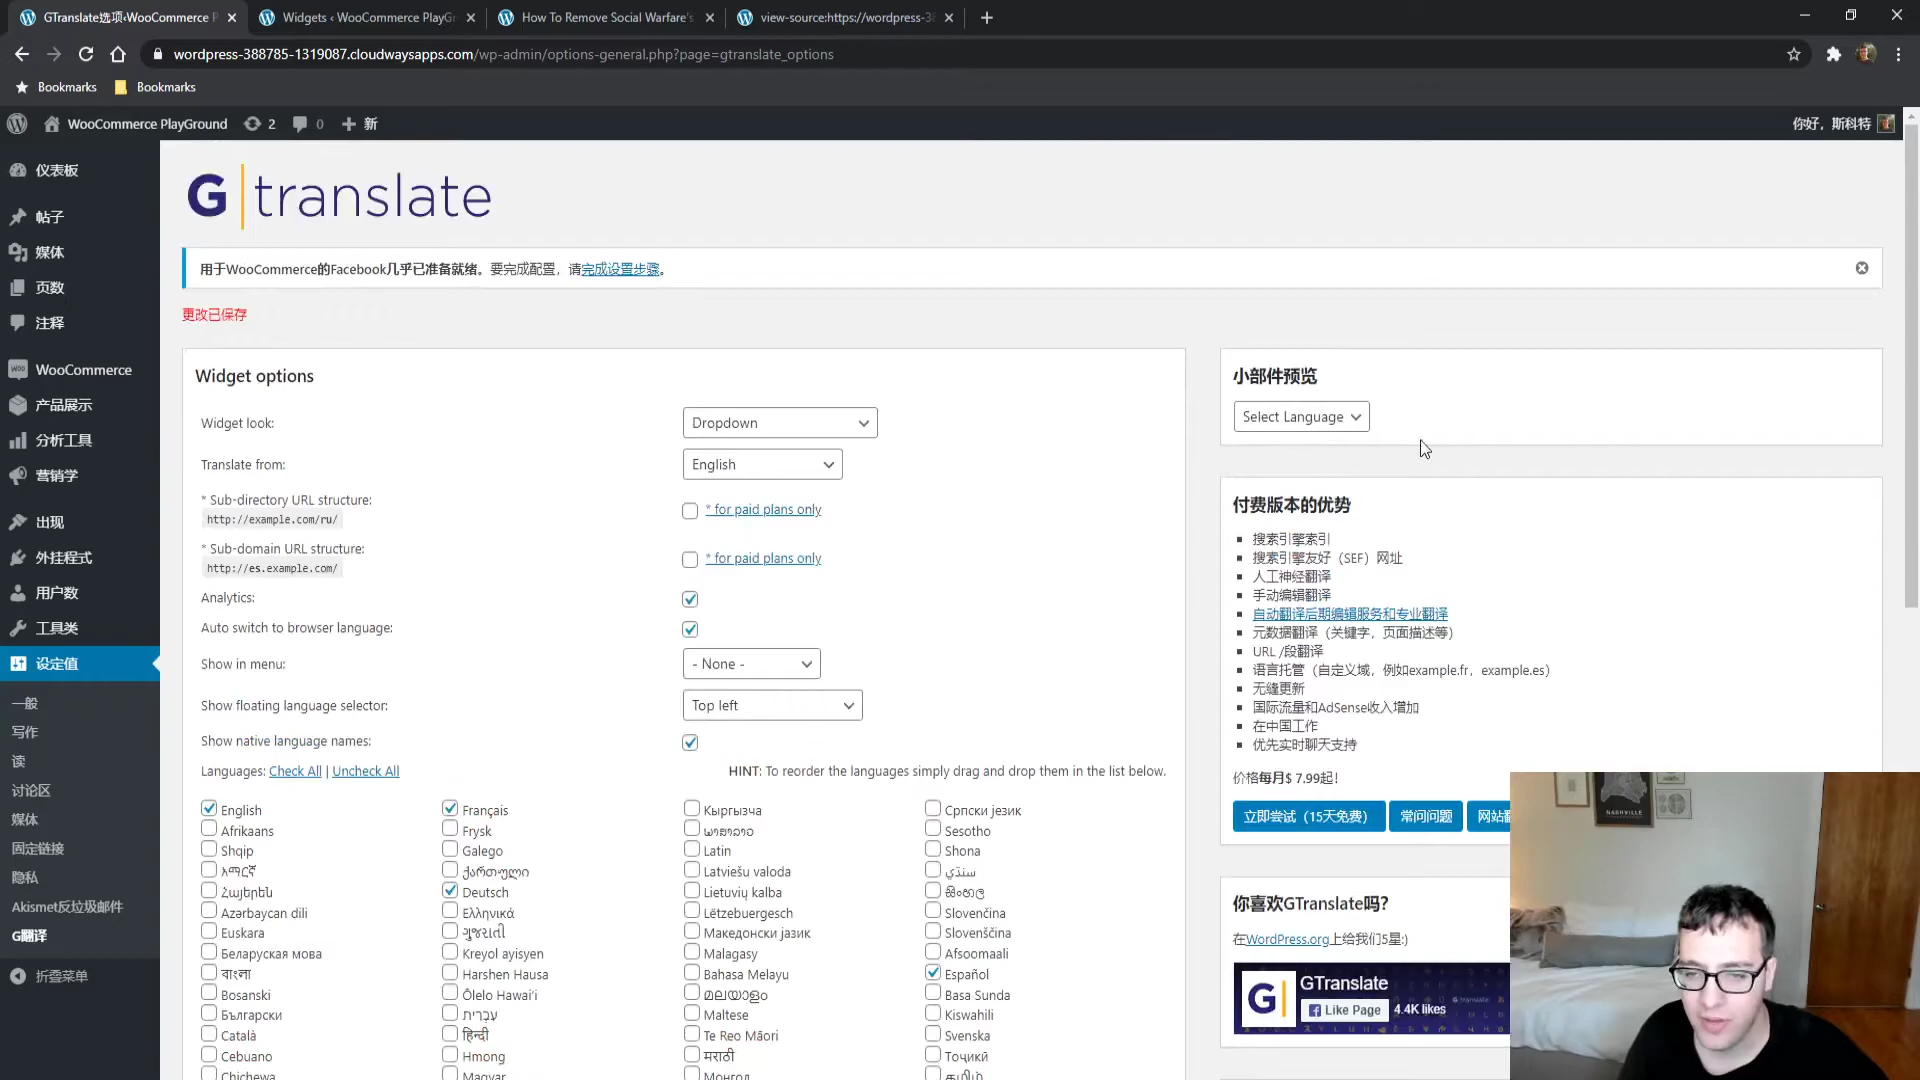 GTranslate选项‹WooCommerce P
Widgets ‹ WooCommerce PlayGr
How To Remove Social Warfare's
view-source:https://wordpress-38
wordpress-388785-1319087.cloudwaysapps.com/wp-admin/options-general.php?page=gtranslate_options
Bookmarks
Bookmarks
WooCommerce PlayGround
2
0
新
你好，斯科特
仪表板
帖子
媒体
页数
注释
WooCommerce
产品展示
分析工具
营销学
出现
外挂程式
用户数
工具类
设定值
一般
写作
读
讨论区
媒体
固定链接
隐私
Akismet反垃圾邮件
G翻译
折叠菜单
G translate
用于WooCommerce的Facebook几乎已准备就绪。要完成配置，请完成设置步骤。
更改已保存
Widget options
Widget look:
Dropdown
Translate from:
English
* Sub-directory URL structure:
http://example.com/ru/
* for paid plans only
* Sub-domain URL structure:
http://es.example.com/
* for paid plans only
Analytics:
Auto switch to browser language:
Show in menu:
- None -
Show floating language selector:
Top left
Show native language names:
Languages: Check All | Uncheck All
HINT: To reorder the languages simply drag and drop them in the list below.
English
Afrikaans
Shqip
አማርኛ
Հայերեն
Azərbaycan dili
Euskara
Беларуская мова
বাংলা
Bosanski
Български
Català
Cebuano
Chichewa
Français
Frysk
Galego
ქართული
Deutsch
Ελληνικά
ગુજરાતી
Kreyol ayisyen
Harshen Hausa
Ōlelo Hawaiʻi
עִבְרִית
हिन्दी
Hmong
Magyar
Кыргызча
ພາສາລາວ
Latin
Latviešu valoda
Lietuvių kalba
Lëtzebuergesch
Македонски јазик
Malagasy
Bahasa Melayu
മലയാളം
Maltese
Te Reo Māori
मराठी
Монгол
Српски језик
Sesotho
Shona
سنڌي
සිංහල
Slovenčina
Slovenščina
Afsoomaali
Español
Basa Sunda
Kiswahili
Svenska
Тоҷикӣ
தமிழ்
小部件预览
Select Language
付费版本的优势
搜索引擎索引
搜索引擎友好（SEF）网址
人工神经翻译
手动编辑翻译
自动翻译后期编辑服务和专业翻译
元数据翻译（关键字，页面描述等）
URL /段翻译
语言托管（自定义域，例如example.fr，example.es）
无缝更新
国际流量和AdSense收入增加
在中国工作
优先实时聊天支持
价格每月$ 7.99起！
立即尝试（15天免费）
常问问题
网站翻
你喜欢GTranslate吗？
在WordPress.org上给我们5星:)
GTranslate
Like Page
4.4K likes
NASHVILLE